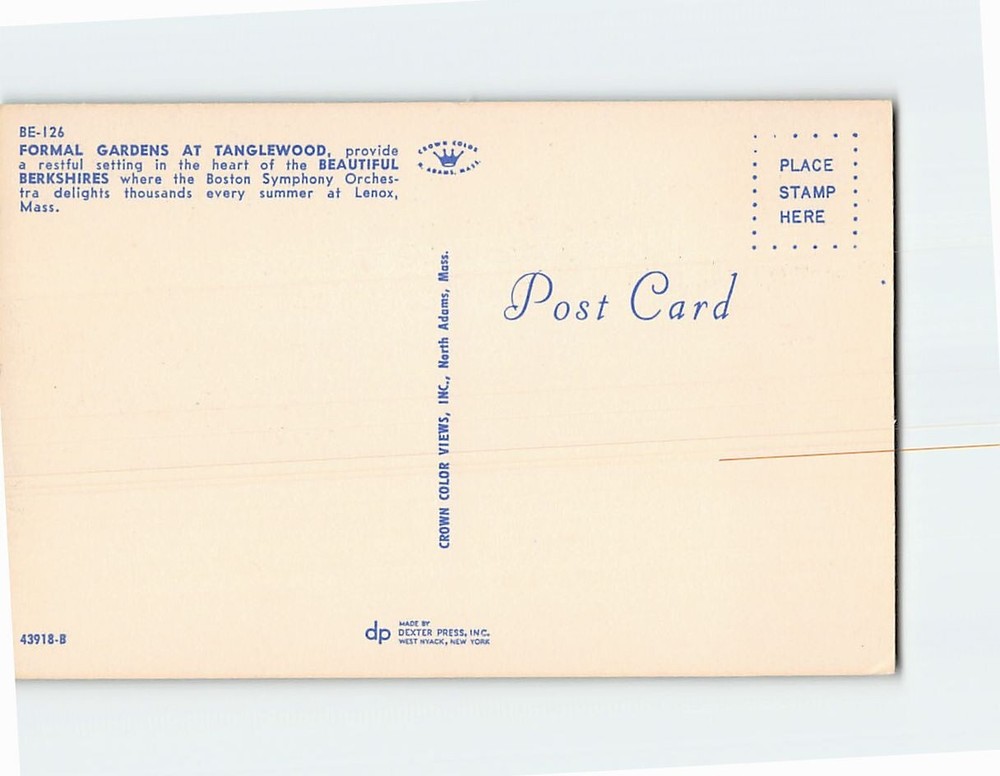 BE-126
FORMAL GARDENS AT TANGLEWOOD, provide
a restful setting in the heart of the BEAUTIFUL
BERKSHIRES where the Boston Symphony Orches-
tra delights thousands every summer at Lenox,
Mass.
CROWN COLOR
N. ADAMS, MASS.
PLACE
STAMP
HERE
Post Card
CROWN COLOR VIEWS, INC., North Adams, Mass.
43918-B
dp
MADE BY
DEXTER PRESS, INC.
WEST NYACK, NEW YORK